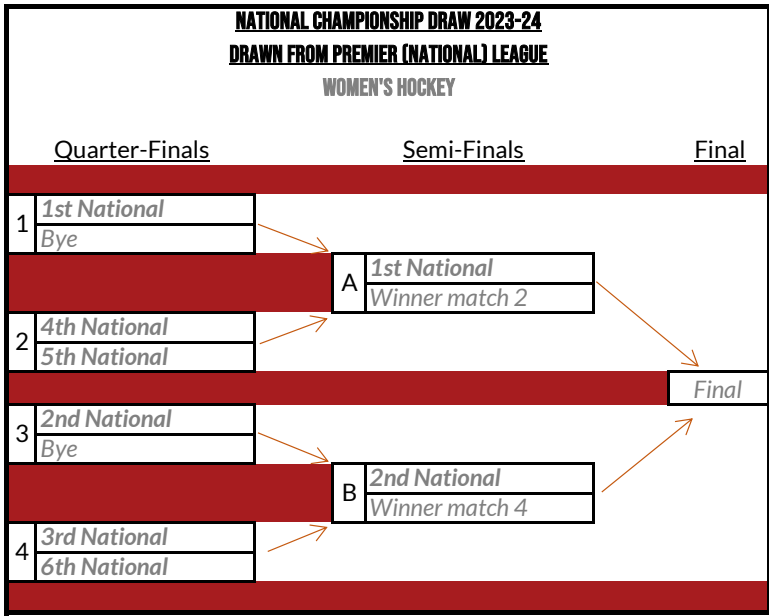 NATIONAL CHAMPIONSHIP DRAW 2023-24
DRAWN FROM PREMIER (NATIONAL) LEAGUE
WOMEN'S HOCKEY
Quarter-Finals Semi-Finals Final
1 1st National
Bye
A 1st National
Winner match 2
2 4th National
5th National
Final
3 2nd National
Bye
B 2nd National
Winner match 4
4 3rd National
6th National